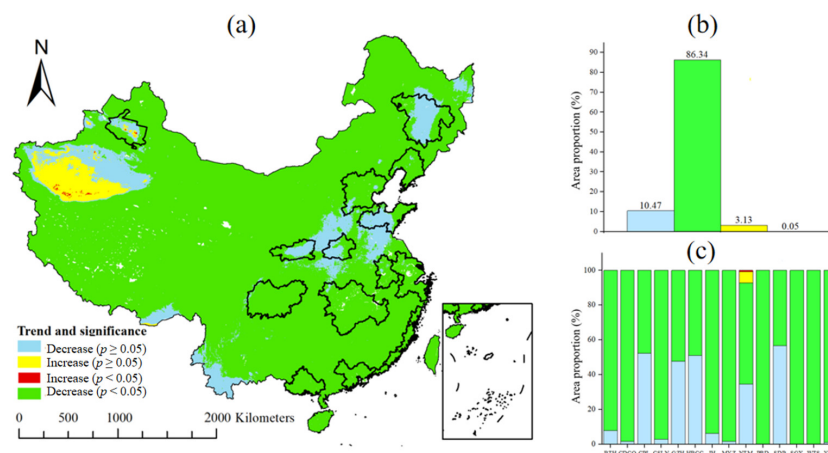 (a)
N
Trend and significance
Decrease (p ≥ 0.05)
Increase (p ≥ 0.05)
Increase (p < 0.05)
Decrease (p < 0.05)
0 500 1000 2000 Kilometers
(b)
Area proportion (%)
90
80
70
60
50
40
30
20
10
0
10.47
86.34
3.13
0.05
(c)
Area proportion (%)
100
80
60
40
20
0